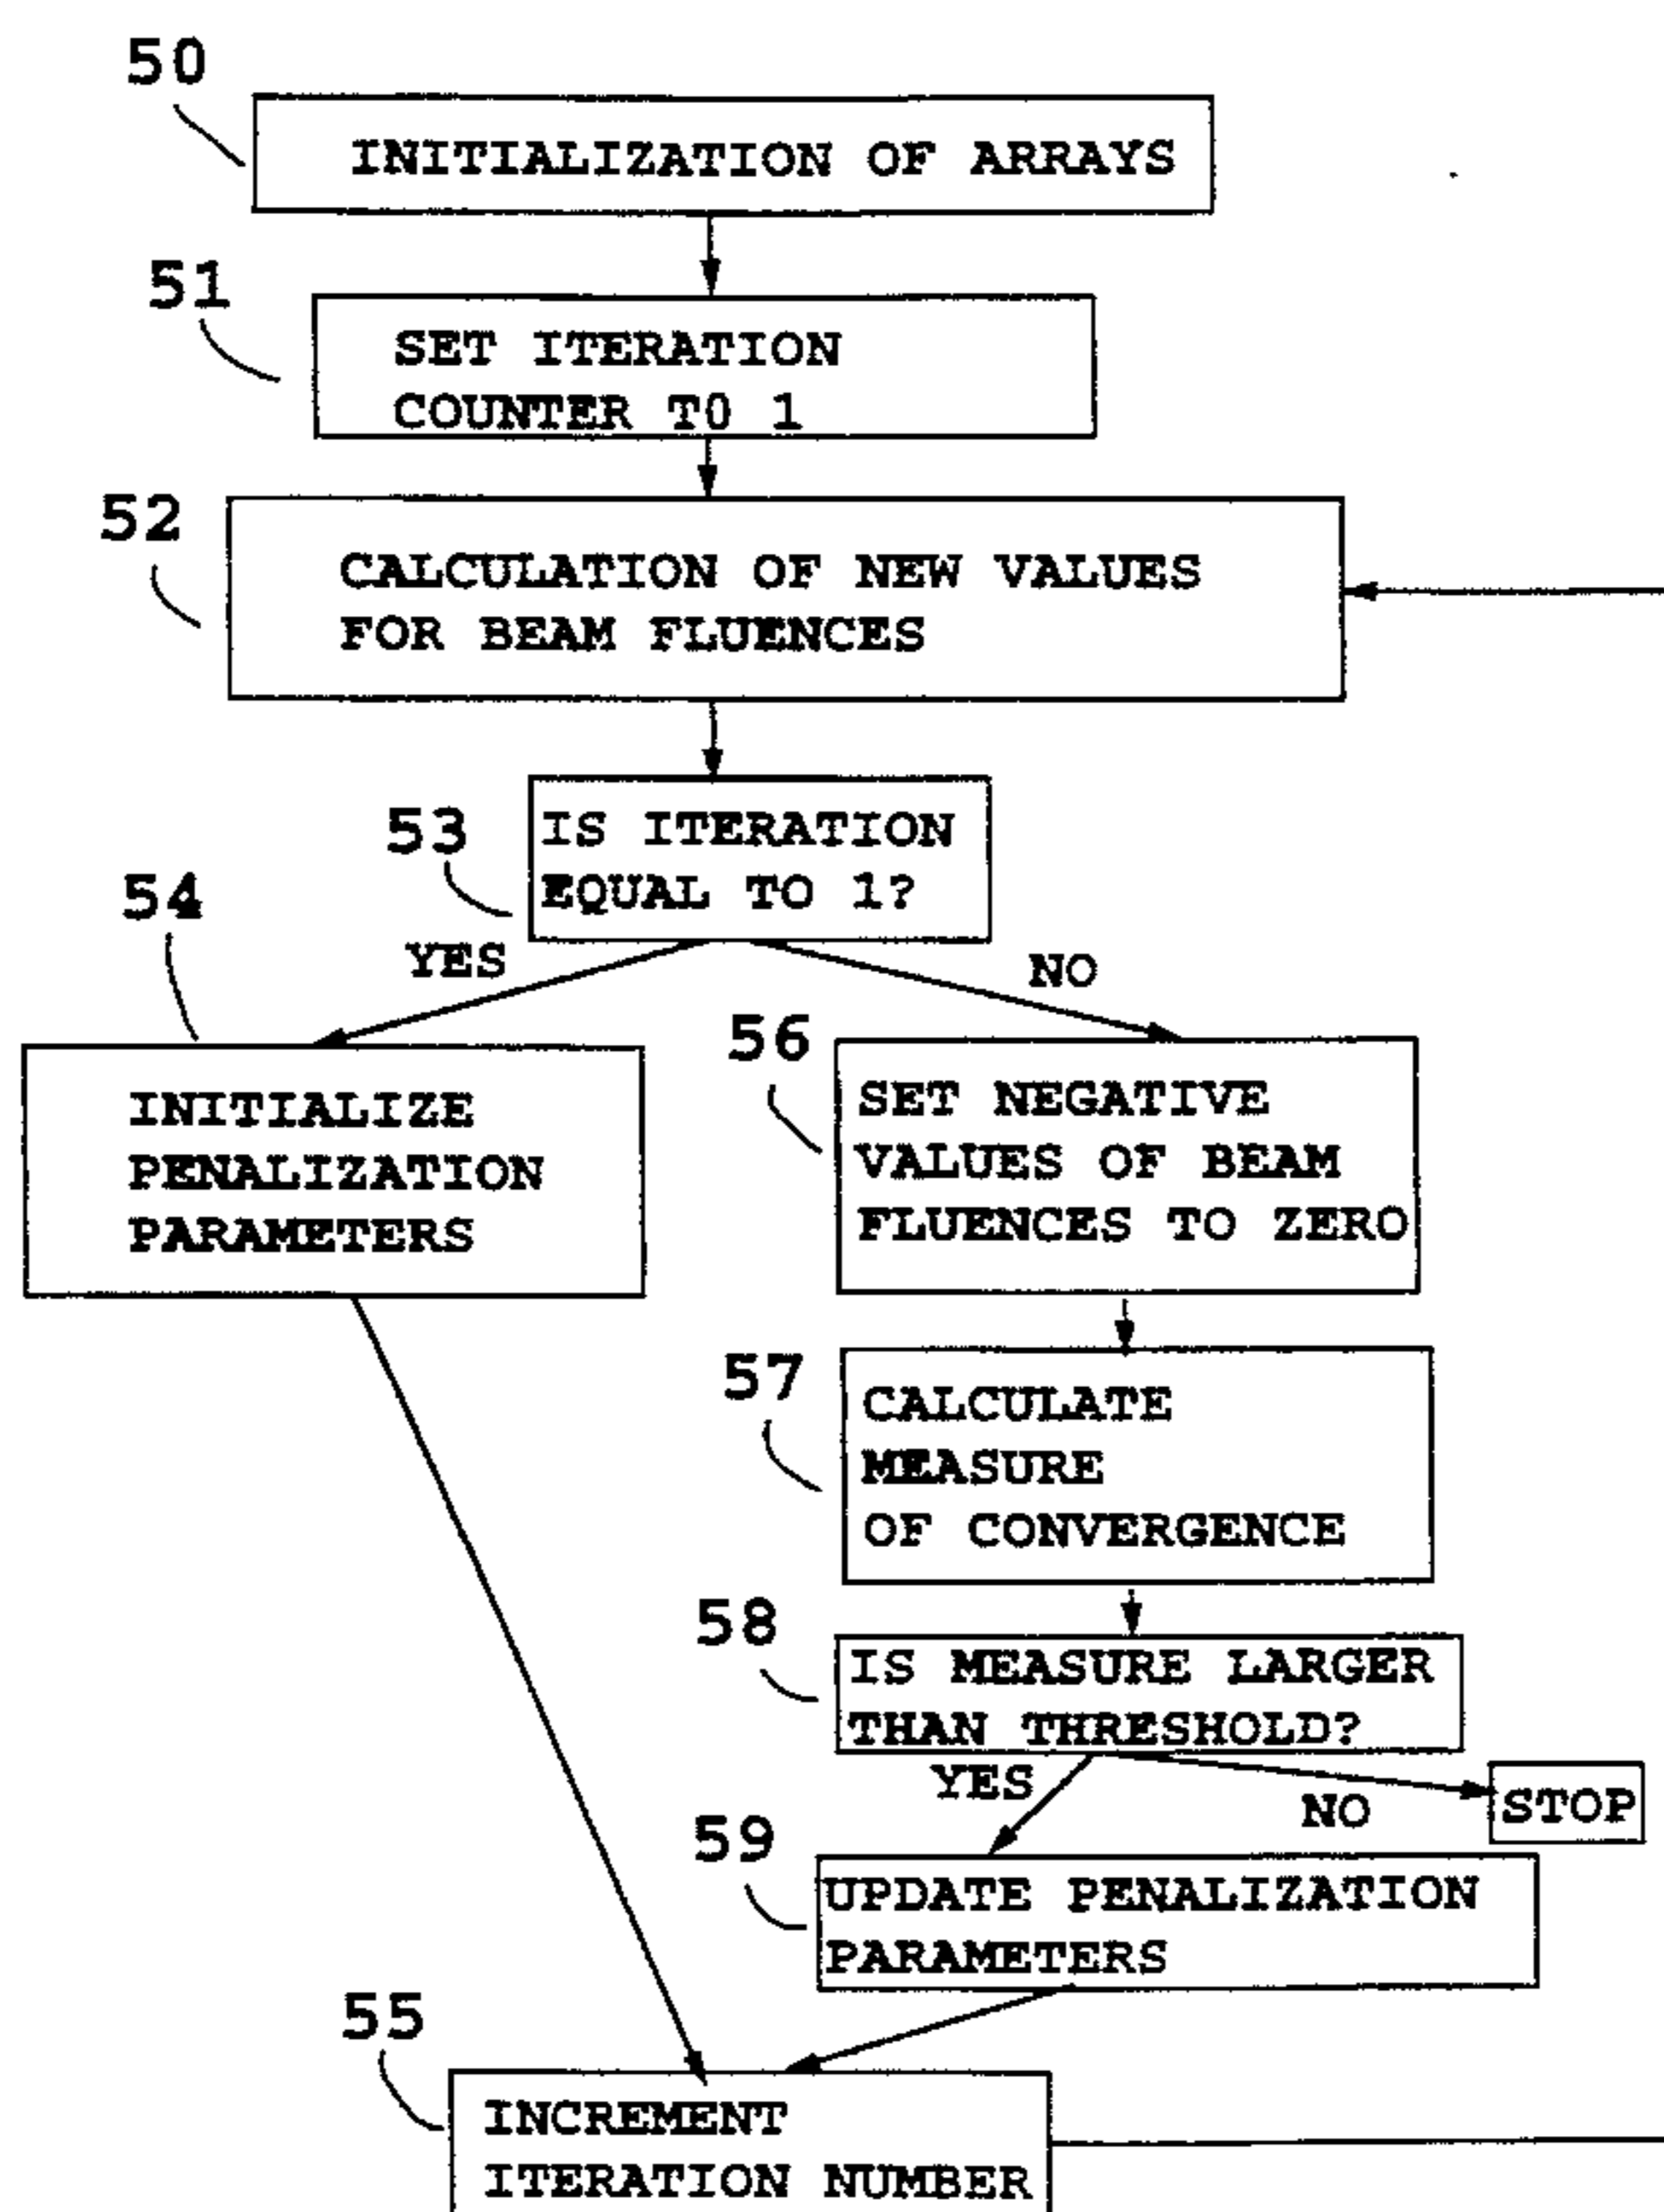 50
INITIALIZATION OF ARRAYS
51
SET ITERATION
COUNTER TO 1
52
CALCULATION OF NEW VALUES
FOR BEAM FLUENCES
53
IS ITERATION
EQUAL TO 1?
54
YES
NO
INITIALIZE
PENALIZATION
PARAMETERS
56
SET NEGATIVE
VALUES OF BEAM
FLUENCES TO ZERO
57
CALCULATE
MEASURE
OF CONVERGENCE
58
IS MEASURE LARGER
THAN THRESHOLD?
YES
NO
STOP
59
UPDATE PENALIZATION
PARAMETERS
55
INCREMENT
ITERATION NUMBER